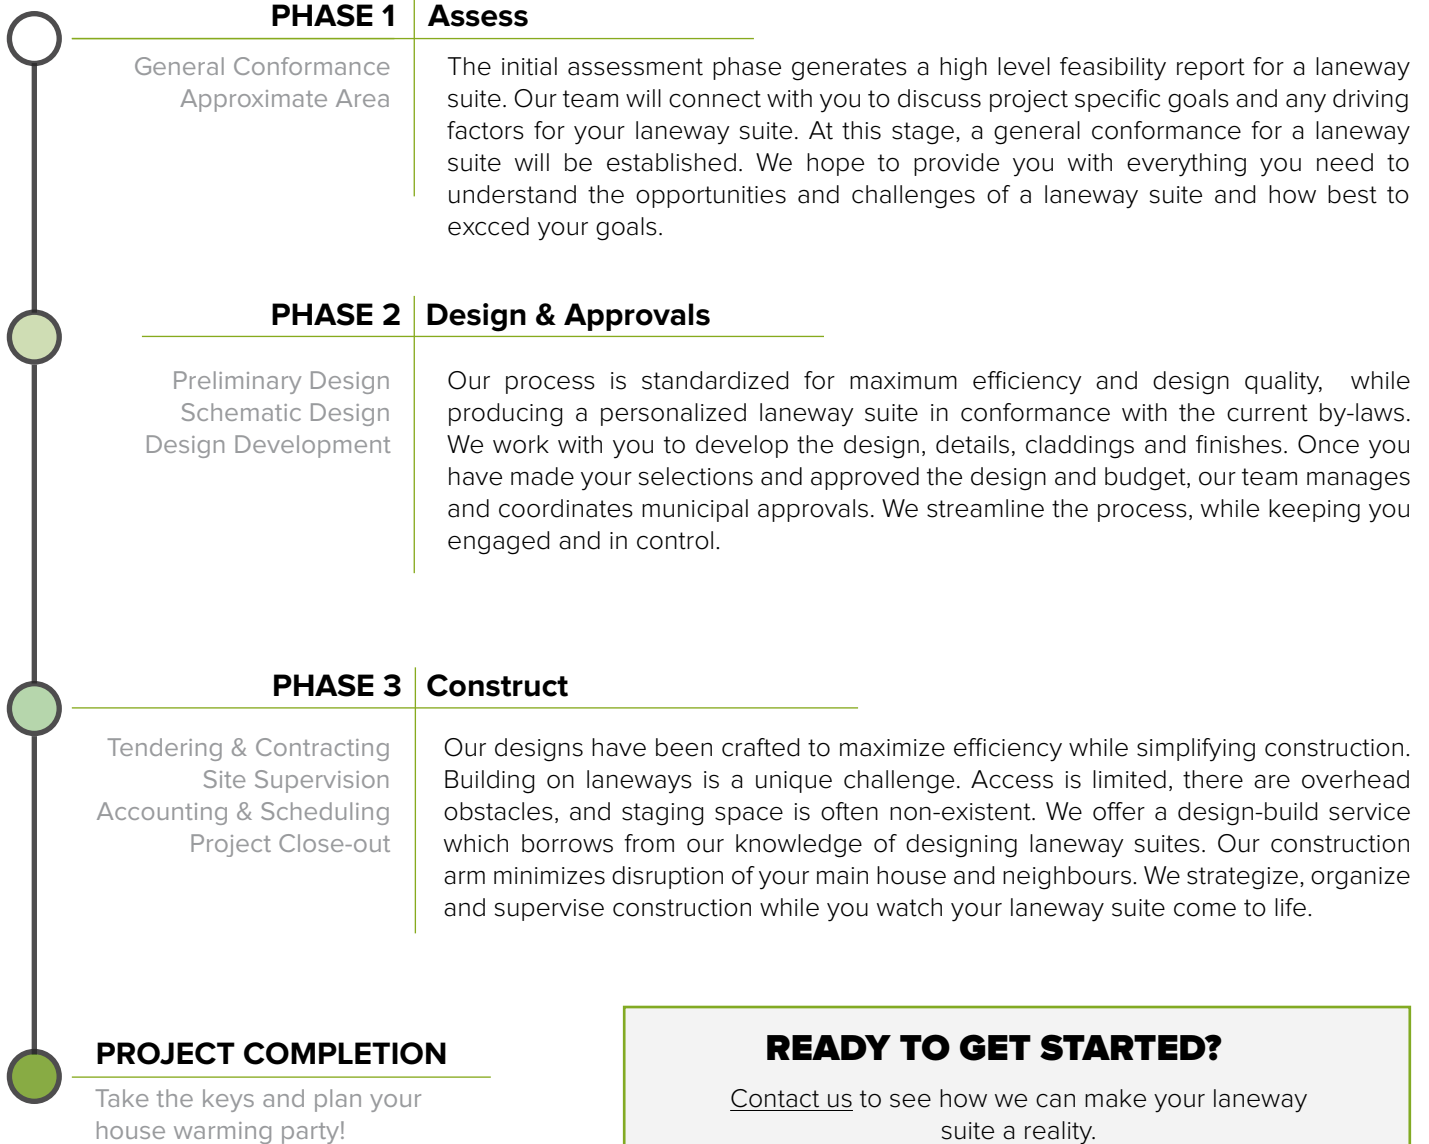 PHASE 1 Assess
General Conformance
Approximate Area
The initial assessment phase generates a high level feasibility report for a laneway
suite. Our team will connect with you to discuss project specific goals and any driving
factors for your laneway suite. At this stage, a general conformance for a laneway
suite will be established. We hope to provide you with everything you need to
understand the opportunities and challenges of a laneway suite and how best to
excced your goals.
PHASE 2 Design & Approvals
Preliminary Design
Schematic Design
Design Development
Our process is standardized for maximum efficiency and design quality, while
producing a personalized laneway suite in conformance with the current by-laws.
We work with you to develop the design, details, claddings and finishes. Once you
have made your selections and approved the design and budget, our team manages
and coordinates municipal approvals. We streamline the process, while keeping you
engaged and in control.
PHASE 3 Construct
Tendering & Contracting
Site Supervision
Accounting & Scheduling
Project Close-out
Our designs have been crafted to maximize efficiency while simplifying construction.
Building on laneways is a unique challenge. Access is limited, there are overhead
obstacles, and staging space is often non-existent. We offer a design-build service
which borrows from our knowledge of designing laneway suites. Our construction
arm minimizes disruption of your main house and neighbours. We strategize, organize
and supervise construction while you watch your laneway suite come to life.
PROJECT COMPLETION
Take the keys and plan your
house warming party!
READY TO GET STARTED?
Contact us to see how we can make your laneway
suite a reality.